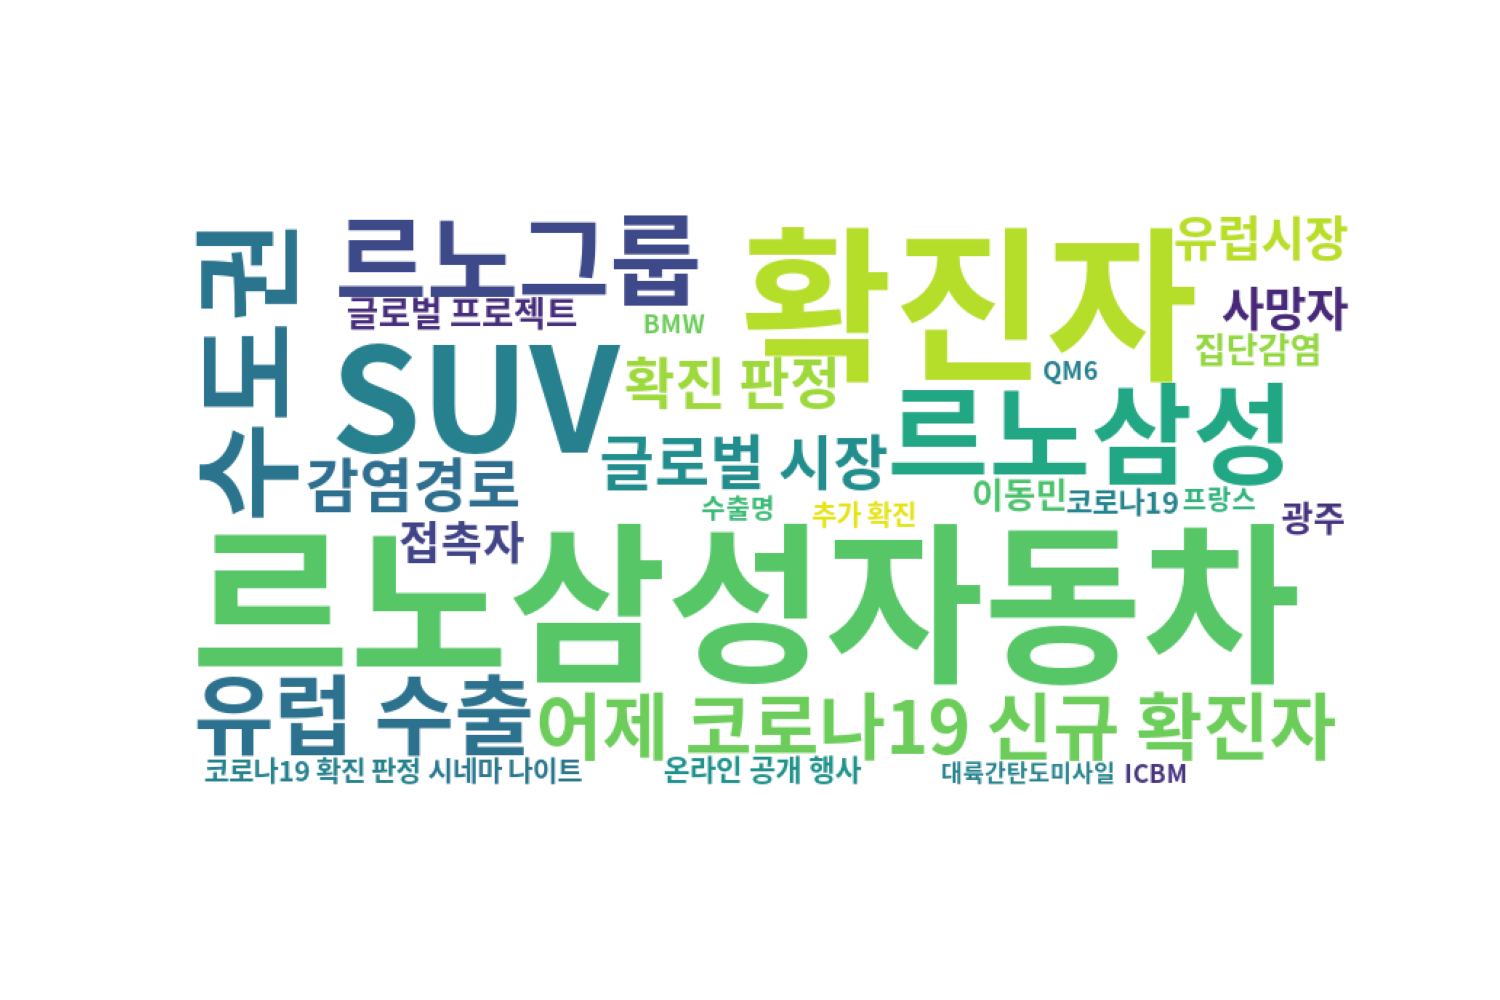 수도권
르노그룹
확진자
유럽시장
글로벌 프로젝트
BMW
사망자
SUV
확진 판정
QM6
집단감염
르노삼성
감염경로
글로벌 시장
이동민
코로나19
프랑스
수출명
추가 확진
광주
접촉자
르노삼성자동차
유럽 수출
어제 코로나19 신규 확진자
코로나19 확진 판정 시네마 나이트
온라인 공개 행사
대륙간탄도미사일
ICBM